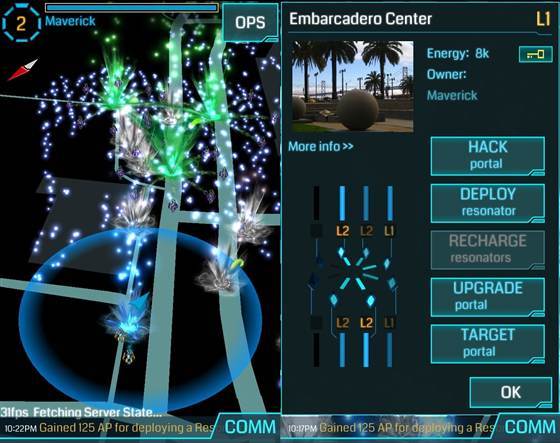 2
Maverick
OPS
31fps Fetching Server State...
10:22PM Gained 125 AP for deploying a Res
COMM
Embarcadero Center
L1
Energy: 8k
Owner:
Maverick
More info >>
HACK
portal
DEPLOY
resonator
RECHARGE
resonators
UPGRADE
portal
TARGET
portal
L2 L2 L1
L2 L2 L1
OK
10:17PM Gained 125 AP for deploying a Res
COMM